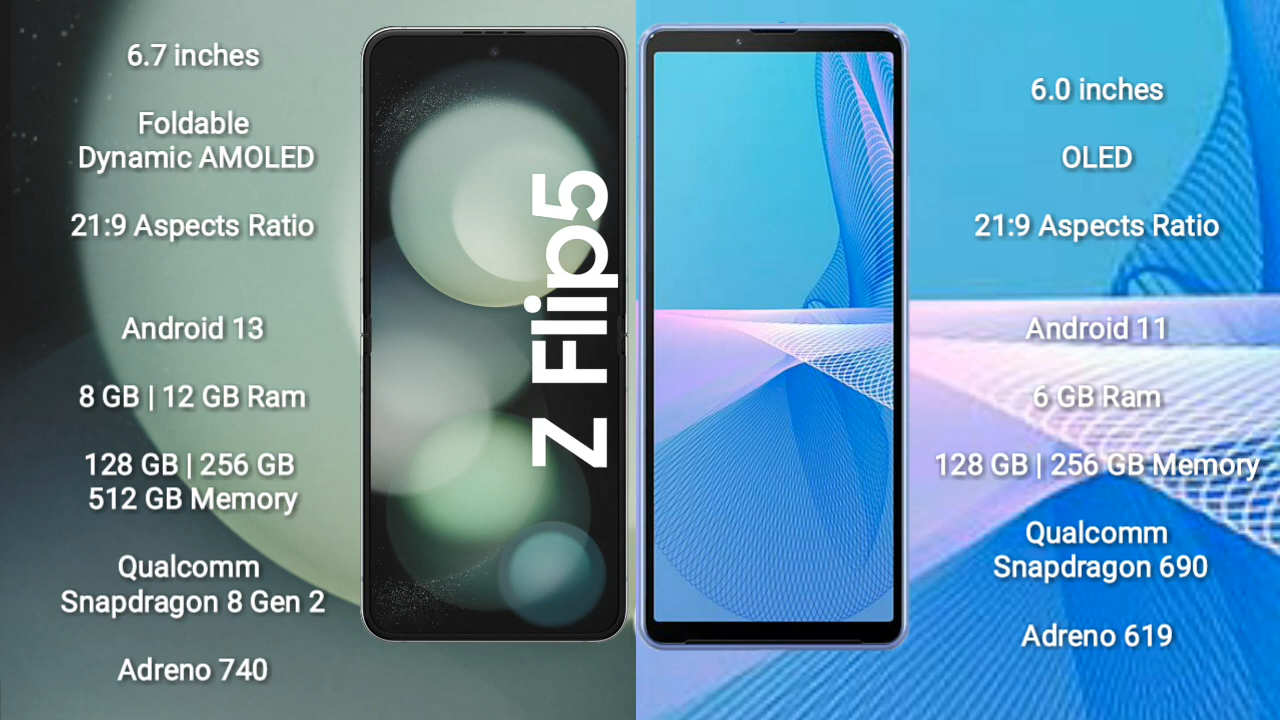 6.7 inches
Foldable
Dynamic AMOLED
21:9 Aspects Ratio
Android 13
8 GB | 12 GB Ram
128 GB | 256 GB
512 GB Memory
Qualcomm
Snapdragon 8 Gen 2
Adreno 740
Z Flip5
6.0 inches
OLED
21:9 Aspects Ratio
Android 11
6 GB Ram
128 GB | 256 GB Memory
Qualcomm
Snapdragon 690
Adreno 619